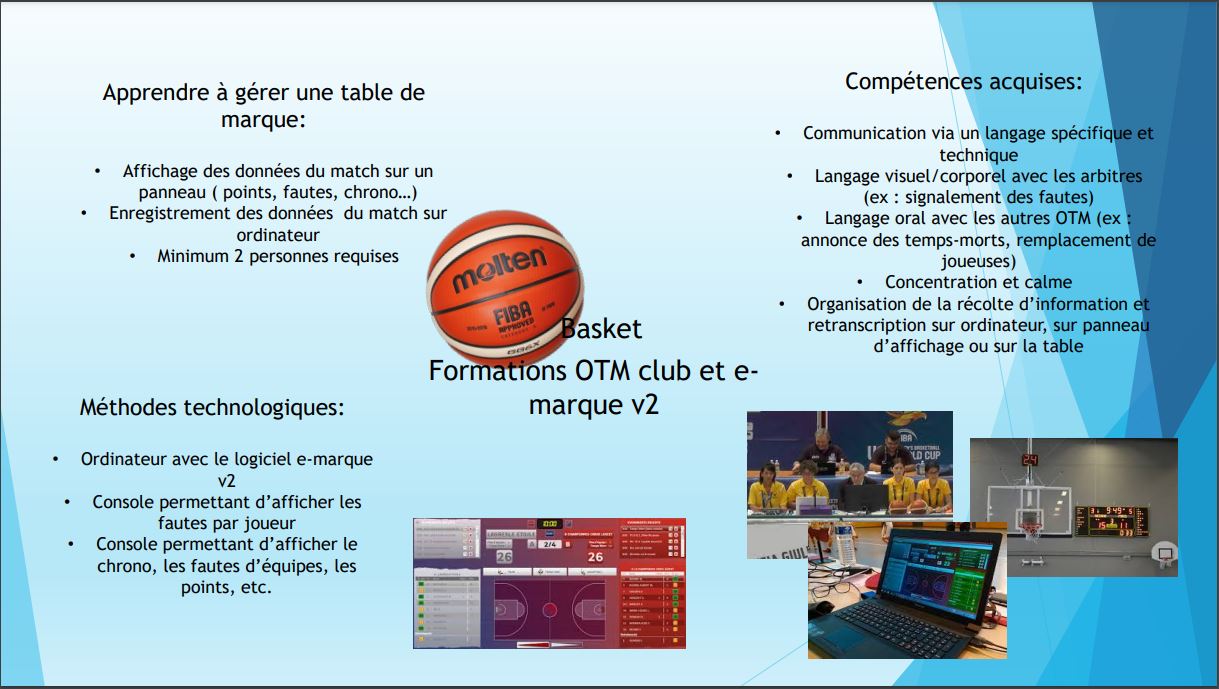 Apprendre à gérer une table de
marque:
• Affichage des données du match sur un
panneau ( points, fautes, chrono…)
• Enregistrement des données  du match sur
ordinateur
• Minimum 2 personnes requises
Compétences acquises:
• Communication via un langage spécifique et
technique
• Langage visuel/corporel avec les arbitres
(ex : signalement des fautes)
• Langage oral avec les autres OTM (ex :
annonce des temps-morts, remplacement de
joueuses)
• Concentration et calme
• Organisation de la récolte d’information et
retranscription sur ordinateur, sur panneau
d’affichage ou sur la table
molten
FIBA
APPROVED
GG6X
Basket
Formations OTM club et e-
marque v2
Méthodes technologiques:
• Ordinateur avec le logiciel e-marque
v2
• Console permettant d’afficher les
fautes par joueur
• Console permettant d’afficher le
chrono, les fautes d’équipes, les
points, etc.
10:00
2/4
26
26
FIBA
CUP
24